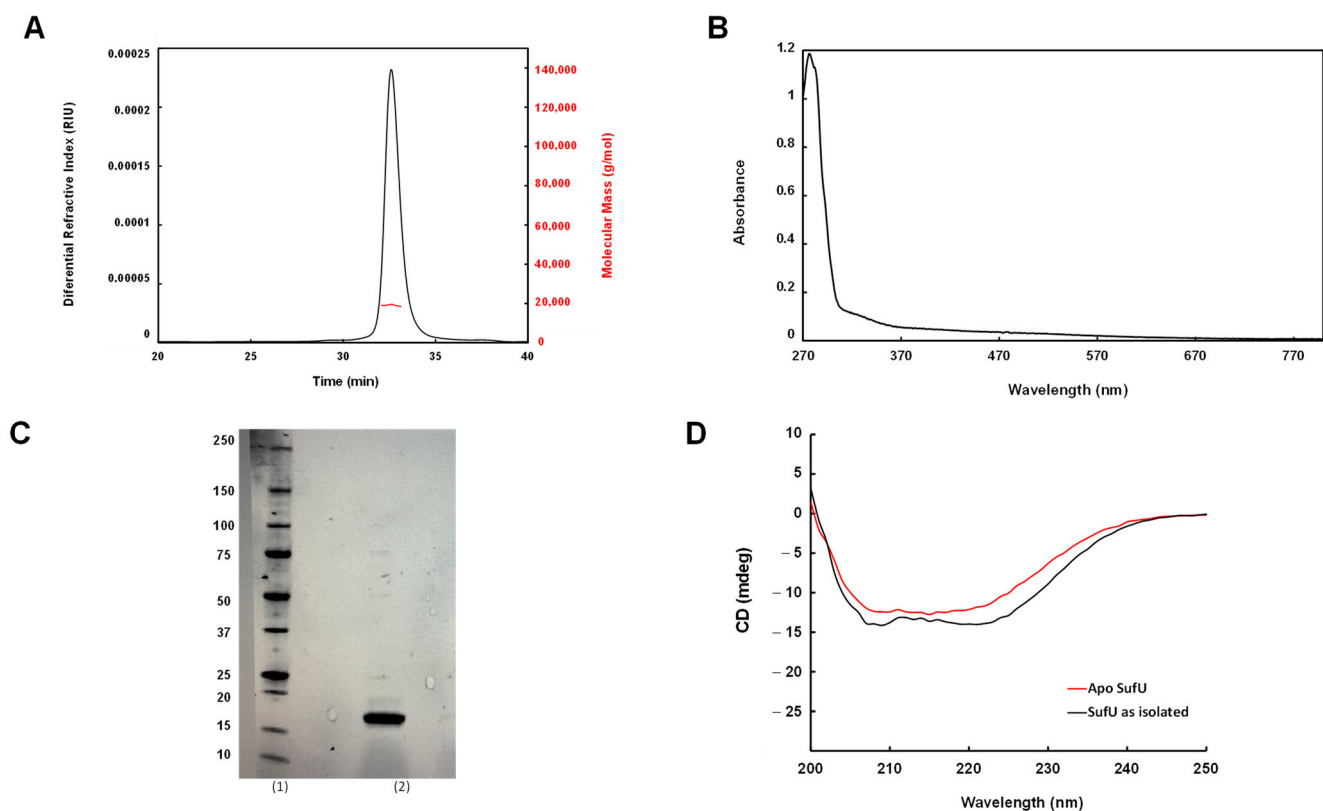 A
0.00025
0.0002
0.00015
0.0001
0.00005
0
Diferential Refractive Index (RIU)
140,000
120,000
100,000
80,000
60,000
40,000
20,000
0
Molecular Mass (g/mol)
20 30 35 40
Time (min)
B
1.2
1
0.8
0.6
0.4
0.2
0
Absorbance
270 370 470 570 670 770
Wavelength (nm)
C
250
150
100
75
50
37
25
20
15
10
(1) (2)
D
10
5
0
– 5
– 10
– 15
– 20
– 25
CD (mdeg)
Apo SufU
SufU as isolated
200 210 220 230 240 250
Wavelength (nm)